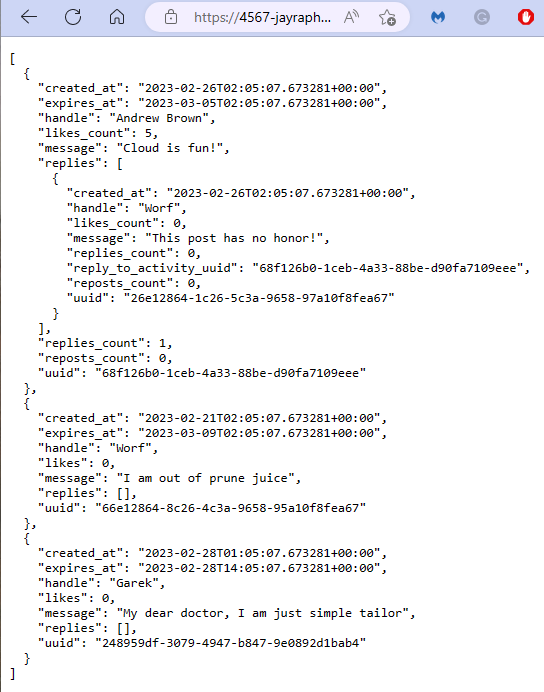 https://4567-jayraph...
[
  {
    "created_at": "2023-02-26T02:05:07.673281+00:00",
    "expires_at": "2023-03-05T02:05:07.673281+00:00",
    "handle": "Andrew Brown",
    "likes_count": 5,
    "message": "Cloud is fun!",
    "replies": [
      {
        "created_at": "2023-02-26T02:05:07.673281+00:00",
        "handle": "Worf",
        "likes_count": 0,
        "message": "This post has no honor!",
        "replies_count": 0,
        "reply_to_activity_uuid": "68f126b0-1ceb-4a33-88be-d90fa7109eee",
        "reposts_count": 0,
        "uuid": "26e12864-1c26-5c3a-9658-97a10f8fea67"
      }
    ],
    "replies_count": 1,
    "reposts_count": 0,
    "uuid": "68f126b0-1ceb-4a33-88be-d90fa7109eee"
  },
  {
    "created_at": "2023-02-21T02:05:07.673281+00:00",
    "expires_at": "2023-03-09T02:05:07.673281+00:00",
    "handle": "Worf",
    "likes": 0,
    "message": "I am out of prune juice",
    "replies": [],
    "uuid": "66e12864-8c26-4c3a-9658-95a10f8fea67"
  },
  {
    "created_at": "2023-02-28T01:05:07.673281+00:00",
    "expires_at": "2023-02-28T14:05:07.673281+00:00",
    "handle": "Garek",
    "likes": 0,
    "message": "My dear doctor, I am just simple tailor",
    "replies": [],
    "uuid": "248959df-3079-4947-b847-9e0892d1bab4"
  }
]